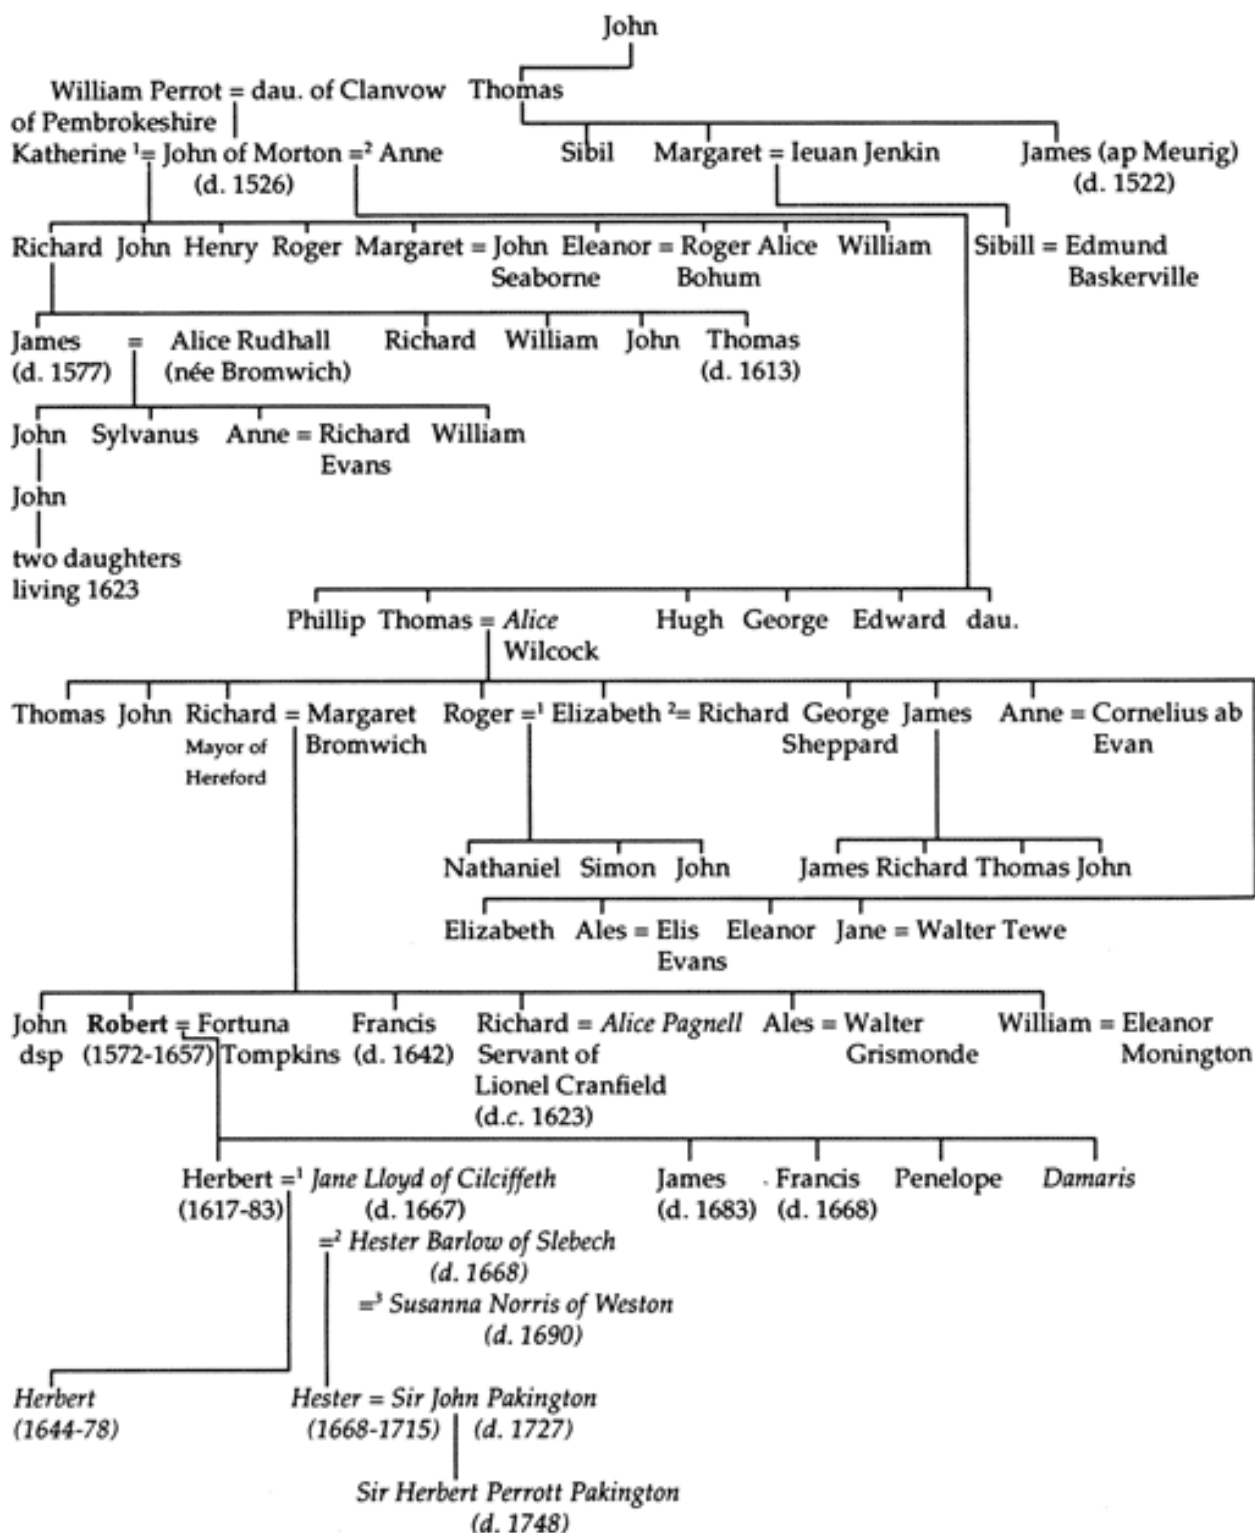 John
William Perrot = dau. of Clanvow Thomas
of Pembrokeshire
Katherine ¹= John of Morton =² Anne Sibil Margaret = Ieuan Jenkin James (ap Meurig)
(d. 1526) (d. 1522)
Richard John Henry Roger Margaret = John Eleanor = Roger Alice William Sibill = Edmund
Seaborne Bohum Baskerville
James = Alice Rudhall Richard William John Thomas
(d. 1577) (née Bromwich) (d. 1613)
John Sylvanus Anne = Richard William
Evans
John
two daughters
living 1623
Phillip Thomas = Alice Hugh George Edward dau.
Wilcock
Thomas John Richard = Margaret Roger =¹ Elizabeth ²= Richard George James Anne = Cornelius ab
Mayor of Bromwich Sheppard Evan
Hereford
Nathaniel Simon John James Richard Thomas John
Elizabeth Ales = Elis Eleanor Jane = Walter Tewe
Evans
John Robert = Fortuna Francis Richard = Alice Pagnell Ales = Walter William = Eleanor
dsp (1572-1657) Tompkins (d. 1642) Servant of Grismonde Monington
Lionel Cranfield
(d.c. 1623)
Herbert =¹ Jane Lloyd of Cilciffeth James Francis Penelope Damaris
(1617-83) (d. 1667) (d. 1683) (d. 1668)
=² Hester Barlow of Slebech
(d. 1668)
=³ Susanna Norris of Weston
(d. 1690)
Herbert Hester = Sir John Pakington
(1644-78) (1668-1715) (d. 1727)
Sir Herbert Perrott Pakington
(d. 1748)